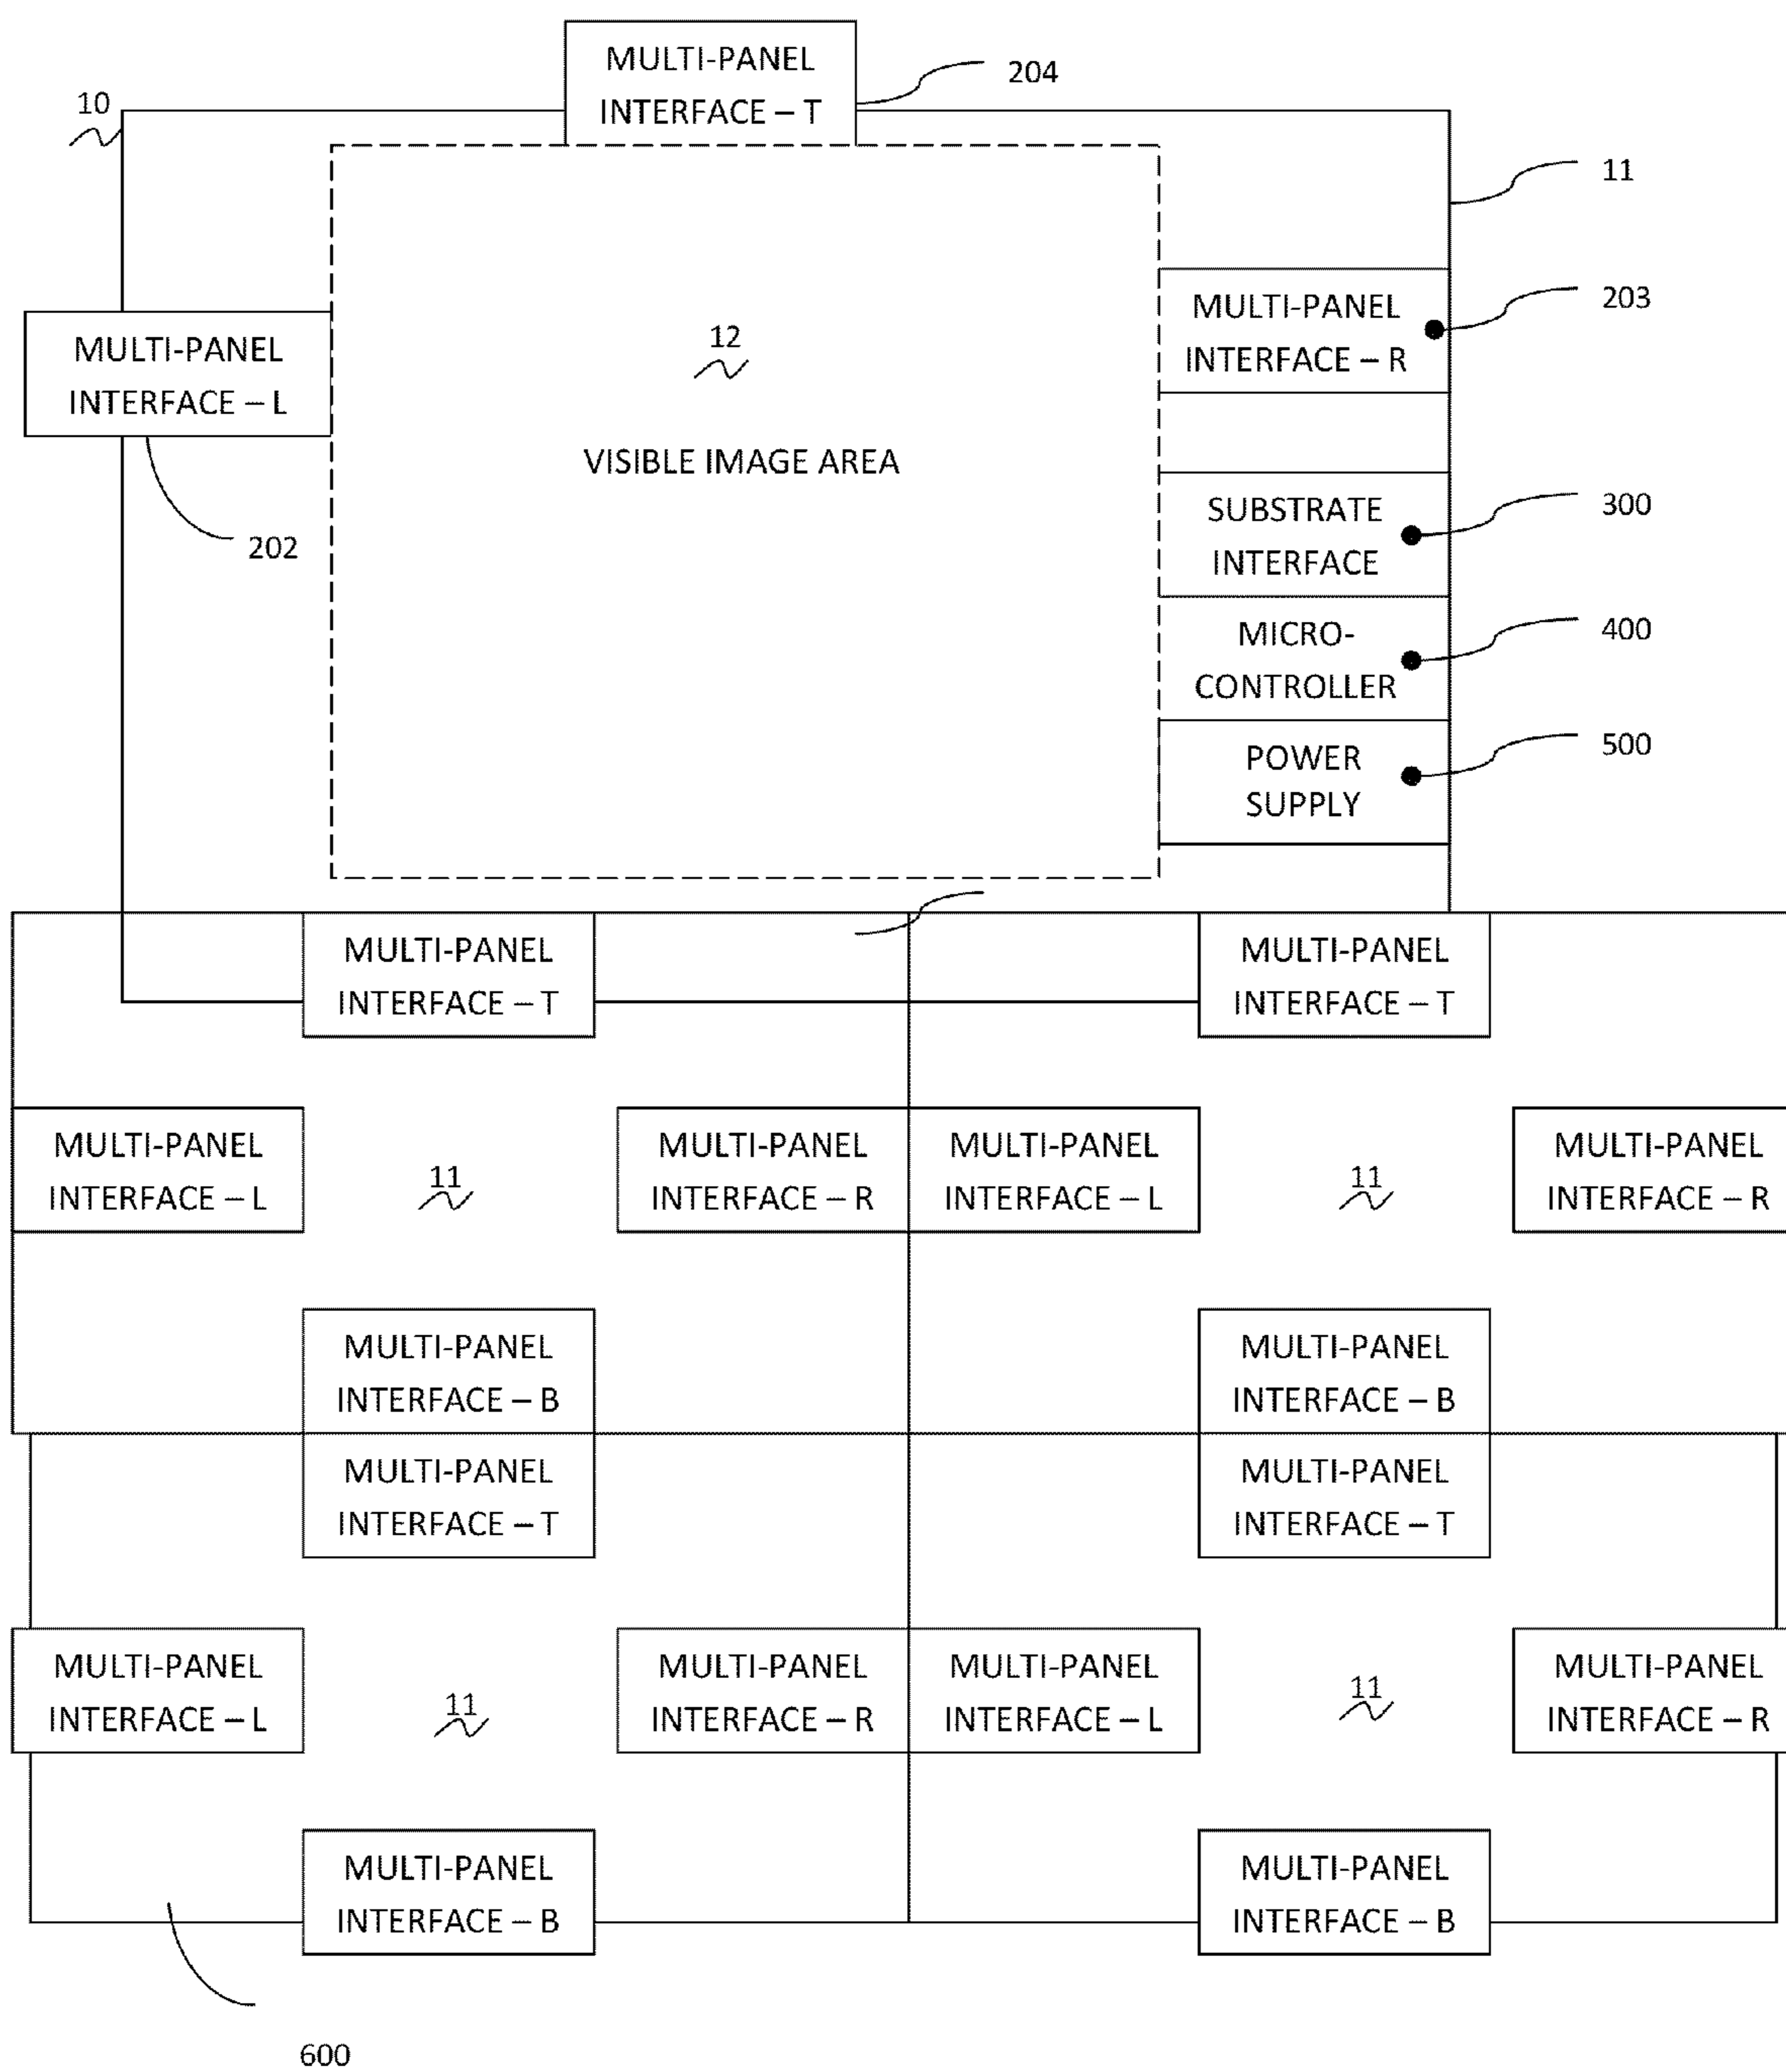 MULTI-PANEL
INTERFACE – T
204
10
11
MULTI-PANEL
INTERFACE – R
203
12
MULTI-PANEL
INTERFACE – L
VISIBLE IMAGE AREA
202
SUBSTRATE
INTERFACE
300
MICRO-
CONTROLLER
400
POWER
SUPPLY
500
MULTI-PANEL
INTERFACE – T
MULTI-PANEL
INTERFACE – T
MULTI-PANEL
INTERFACE – L
11
MULTI-PANEL
INTERFACE – R
MULTI-PANEL
INTERFACE – L
11
MULTI-PANEL
INTERFACE – R
MULTI-PANEL
INTERFACE – B
MULTI-PANEL
INTERFACE – B
MULTI-PANEL
INTERFACE – T
MULTI-PANEL
INTERFACE – T
MULTI-PANEL
INTERFACE – L
11
MULTI-PANEL
INTERFACE – R
MULTI-PANEL
INTERFACE – L
11
MULTI-PANEL
INTERFACE – R
MULTI-PANEL
INTERFACE – B
MULTI-PANEL
INTERFACE – B
600